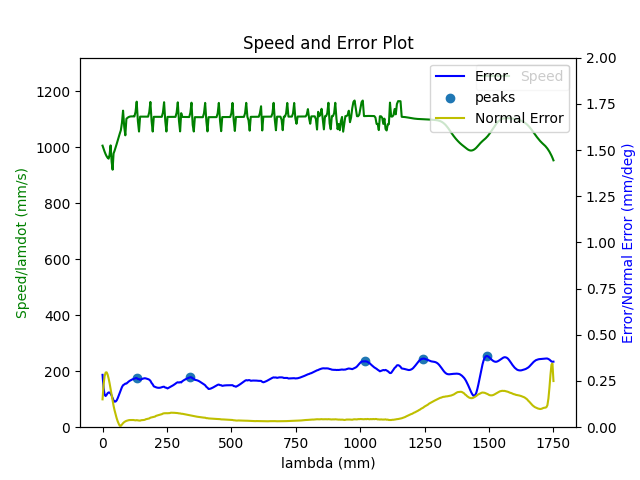 Speed and Error Plot
Error
Speed
peaks
Normal Error
Speed/lamdot (mm/s)
0
200
400
600
800
1000
1200
0.00
0.25
0.50
0.75
1.00
1.25
1.50
1.75
2.00
Error/Normal Error (mm/deg)
0 250 500 750 1000 1250 1500 1750
lambda (mm)